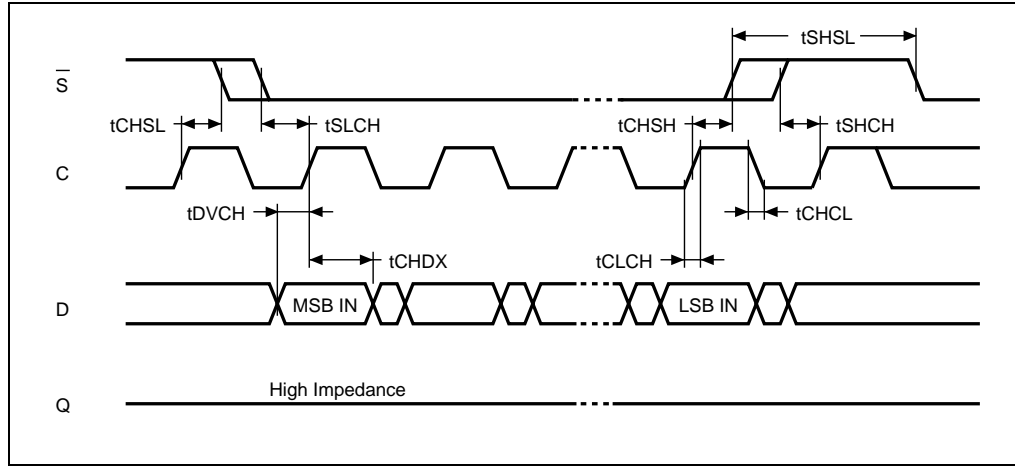 tSHSL
S̅
tCHSL
tSLCH
tCHSH
tSHCH
C
tDVCH
tCHCL
tCHDX
tCLCH
D
MSB IN
LSB IN
High Impedance
Q